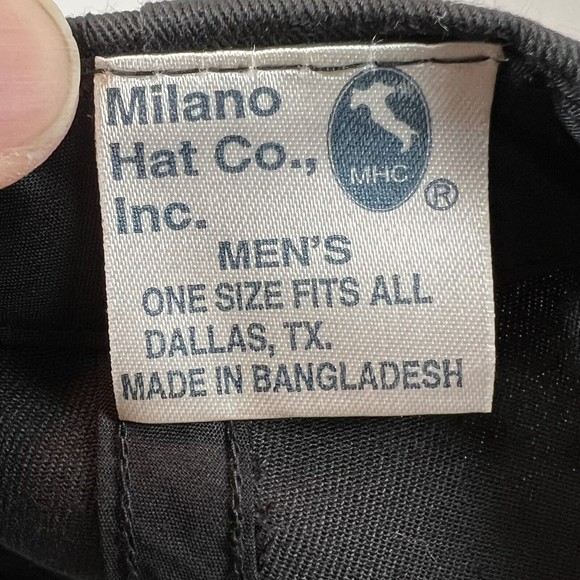 Milano
Hat Co.,
Inc.
MHC
®
MEN'S
ONE SIZE FITS ALL
DALLAS, TX.
MADE IN BANGLADESH